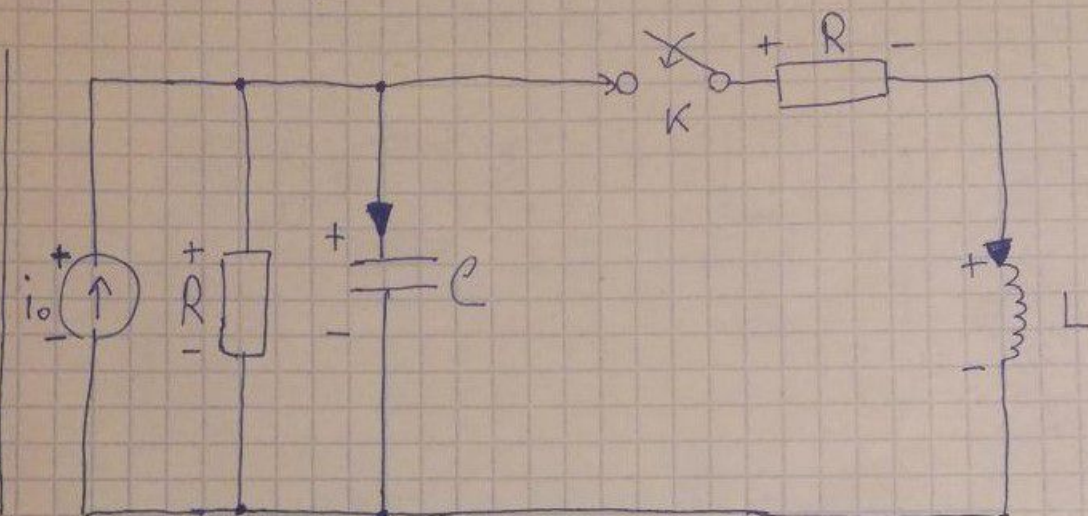 + R -
K
+ + +
i₀ R C + L
- - - -